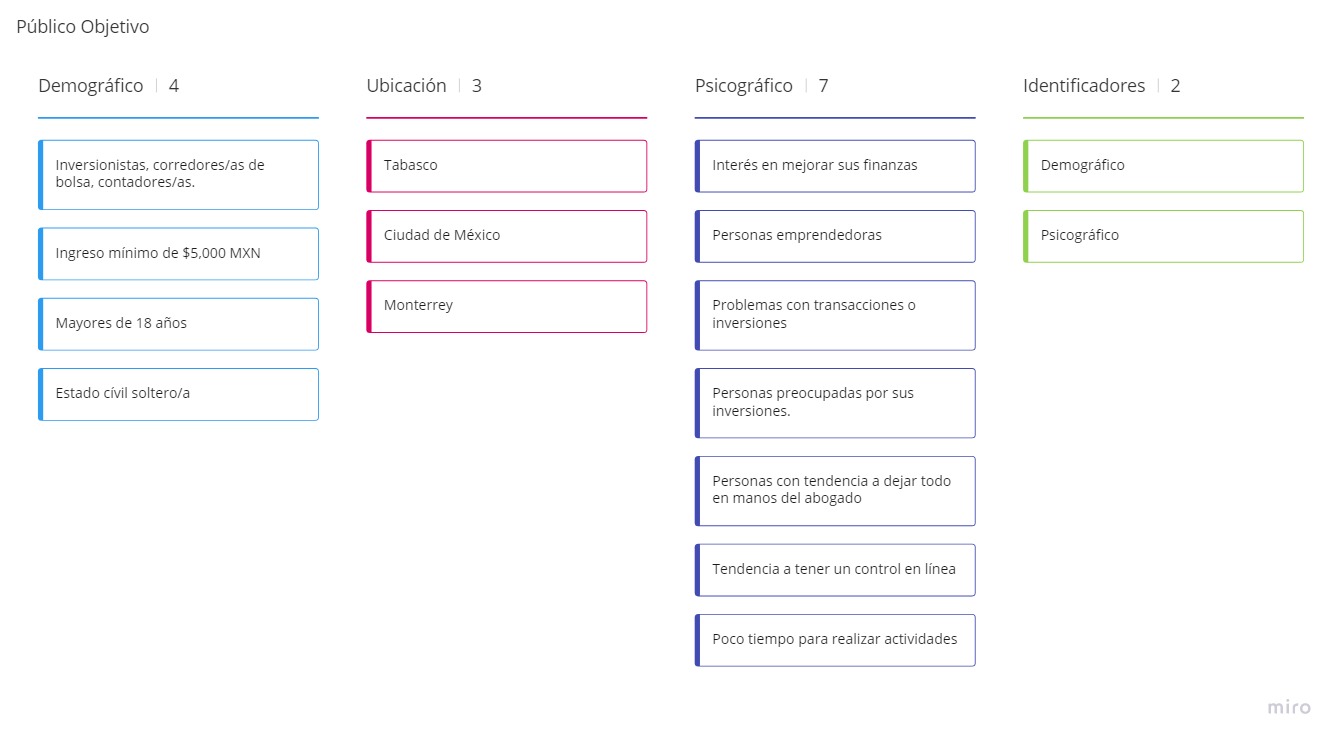 Público Objetivo
Demográfico | 4
Inversionistas, corredores/as de
bolsa, contadores/as.
Ingreso mínimo de $5,000 MXN
Mayores de 18 años
Estado cívil soltero/a
Ubicación | 3
Tabasco
Ciudad de México
Monterrey
Psicográfico | 7
Interés en mejorar sus finanzas
Personas emprendedoras
Problemas con transacciones o
inversiones
Personas preocupadas por sus
inversiones.
Personas con tendencia a dejar todo
en manos del abogado
Tendencia a tener un control en línea
Poco tiempo para realizar actividades
Identificadores | 2
Demográfico
Psicográfico
miro